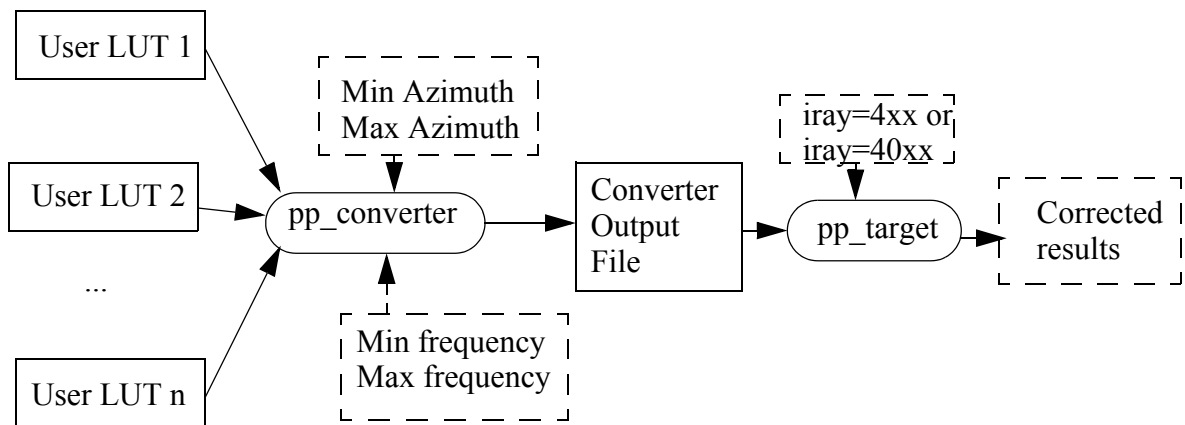 User LUT 1
Min Azimuth
Max Azimuth
iray=4xx or
iray=40xx
User LUT 2
pp_converter
Converter
Output
File
pp_target
Corrected
results
...
Min frequency
Max frequency
User LUT n